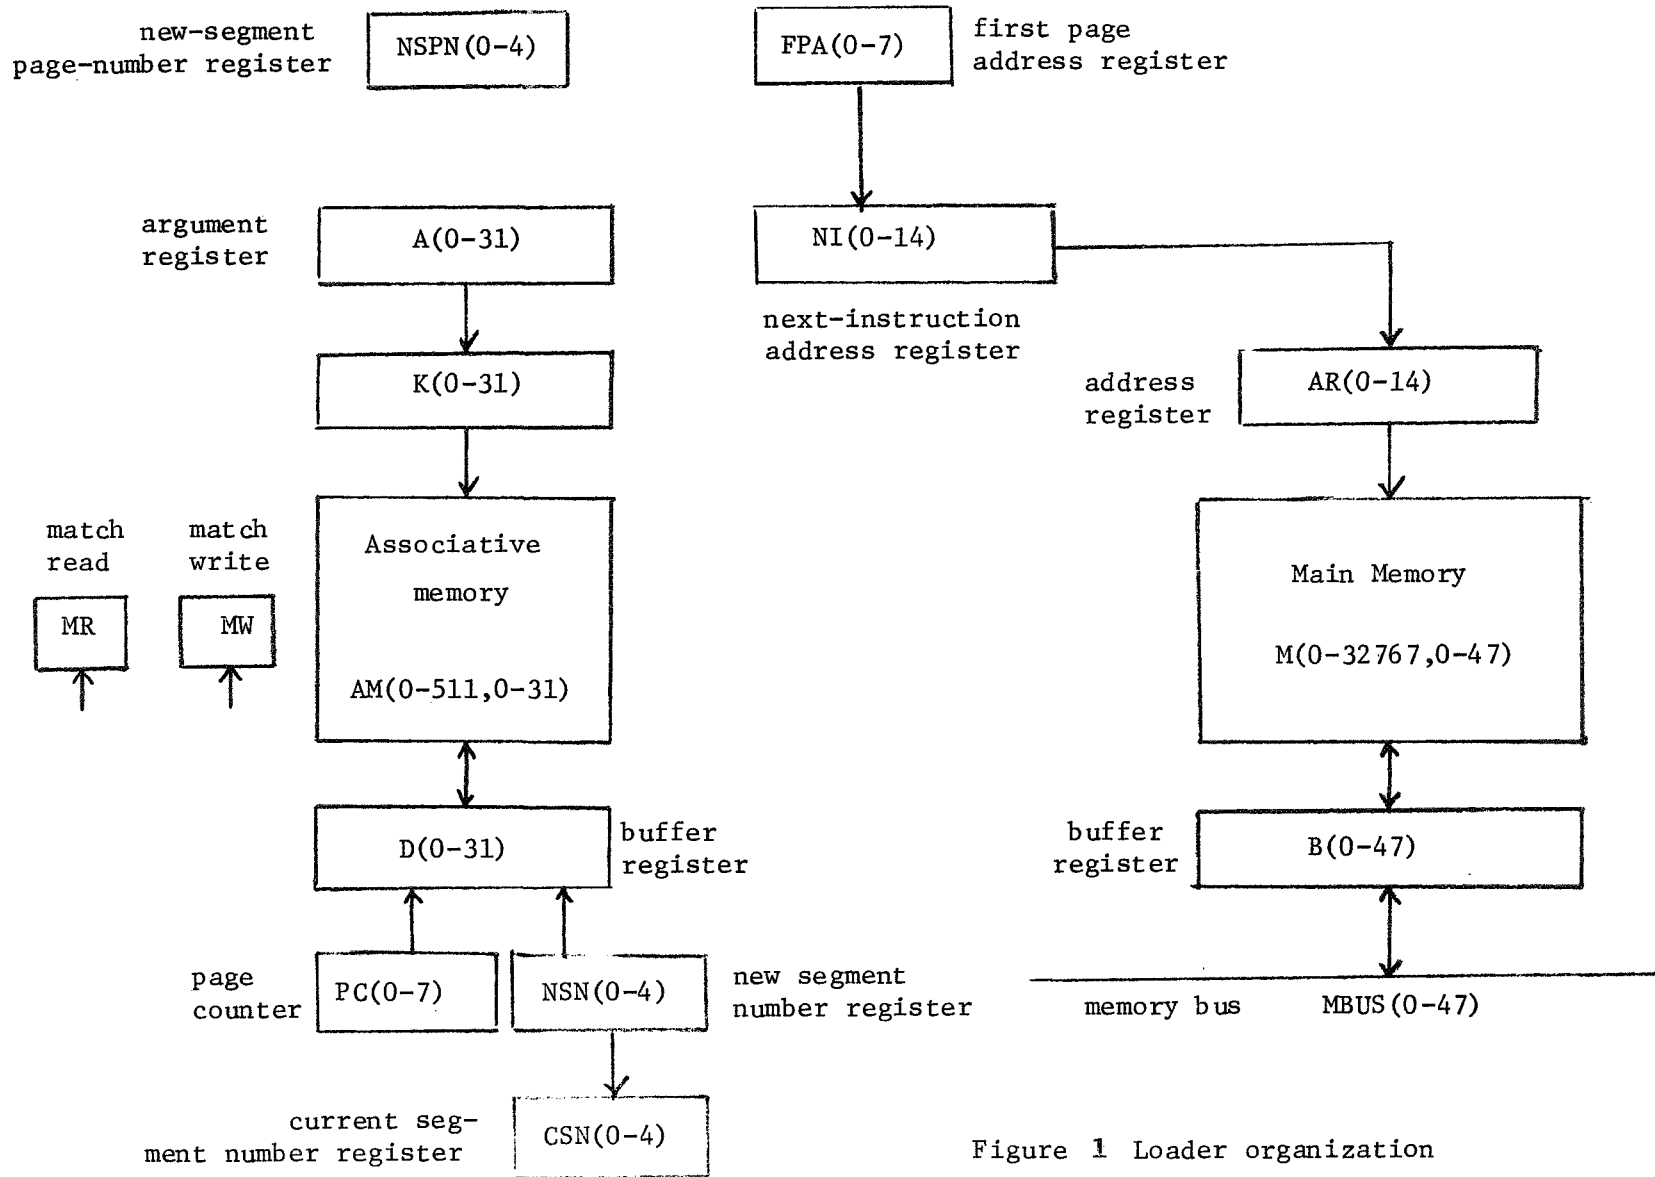 new-segment
page-number register
NSPN(0-4)
FPA(0-7)
first page
address register
argument
register
A(0-31)
NI(0-14)
next-instruction
address register
K(0-31)
address
register
AR(0-14)
match
read
match
write
MR
MW
Associative
memory
AM(0-511,0-31)
Main Memory
M(0-32767,0-47)
D(0-31)
buffer
register
buffer
register
B(0-47)
page
counter
PC(0-7)
NSN(0-4)
new segment
number register
memory bus
MBUS(0-47)
current seg-
ment number register
CSN(0-4)
Figure 1 Loader organization